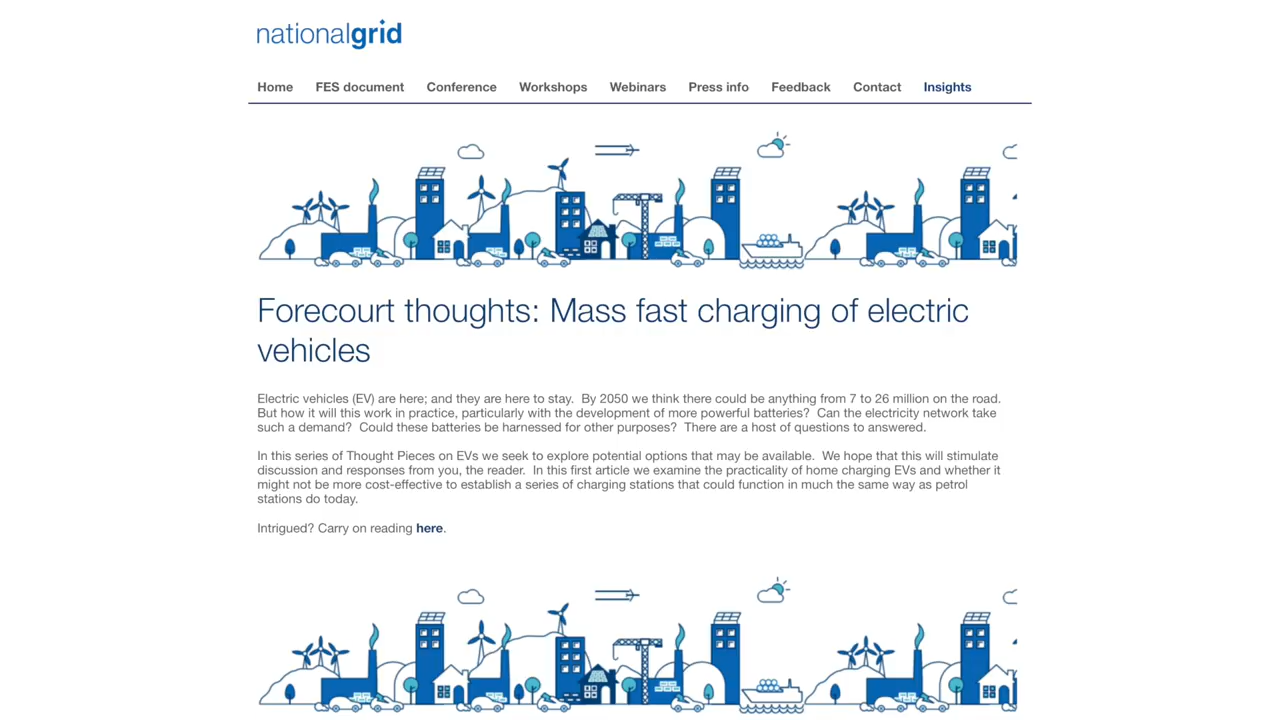 nationalgrid
Home FES document Conference Workshops Webinars Press info Feedback Contact Insights
Forecourt thoughts: Mass fast charging of electric
vehicles
Electric vehicles (EV) are here; and they are here to stay.  By 2050 we think there could be anything from 7 to 26 million on the road.
But how it will this work in practice, particularly with the development of more powerful batteries?  Can the electricity network take
such a demand?  Could these batteries be harnessed for other purposes?  There are a host of questions to answered.
In this series of Thought Pieces on EVs we seek to explore potential options that may be available.  We hope that this will stimulate
discussion and responses from you, the reader.  In this first article we examine the practicality of home charging EVs and whether it
might not be more cost-effective to establish a series of charging stations that could function in much the same way as petrol
stations do today.
Intrigued? Carry on reading here.